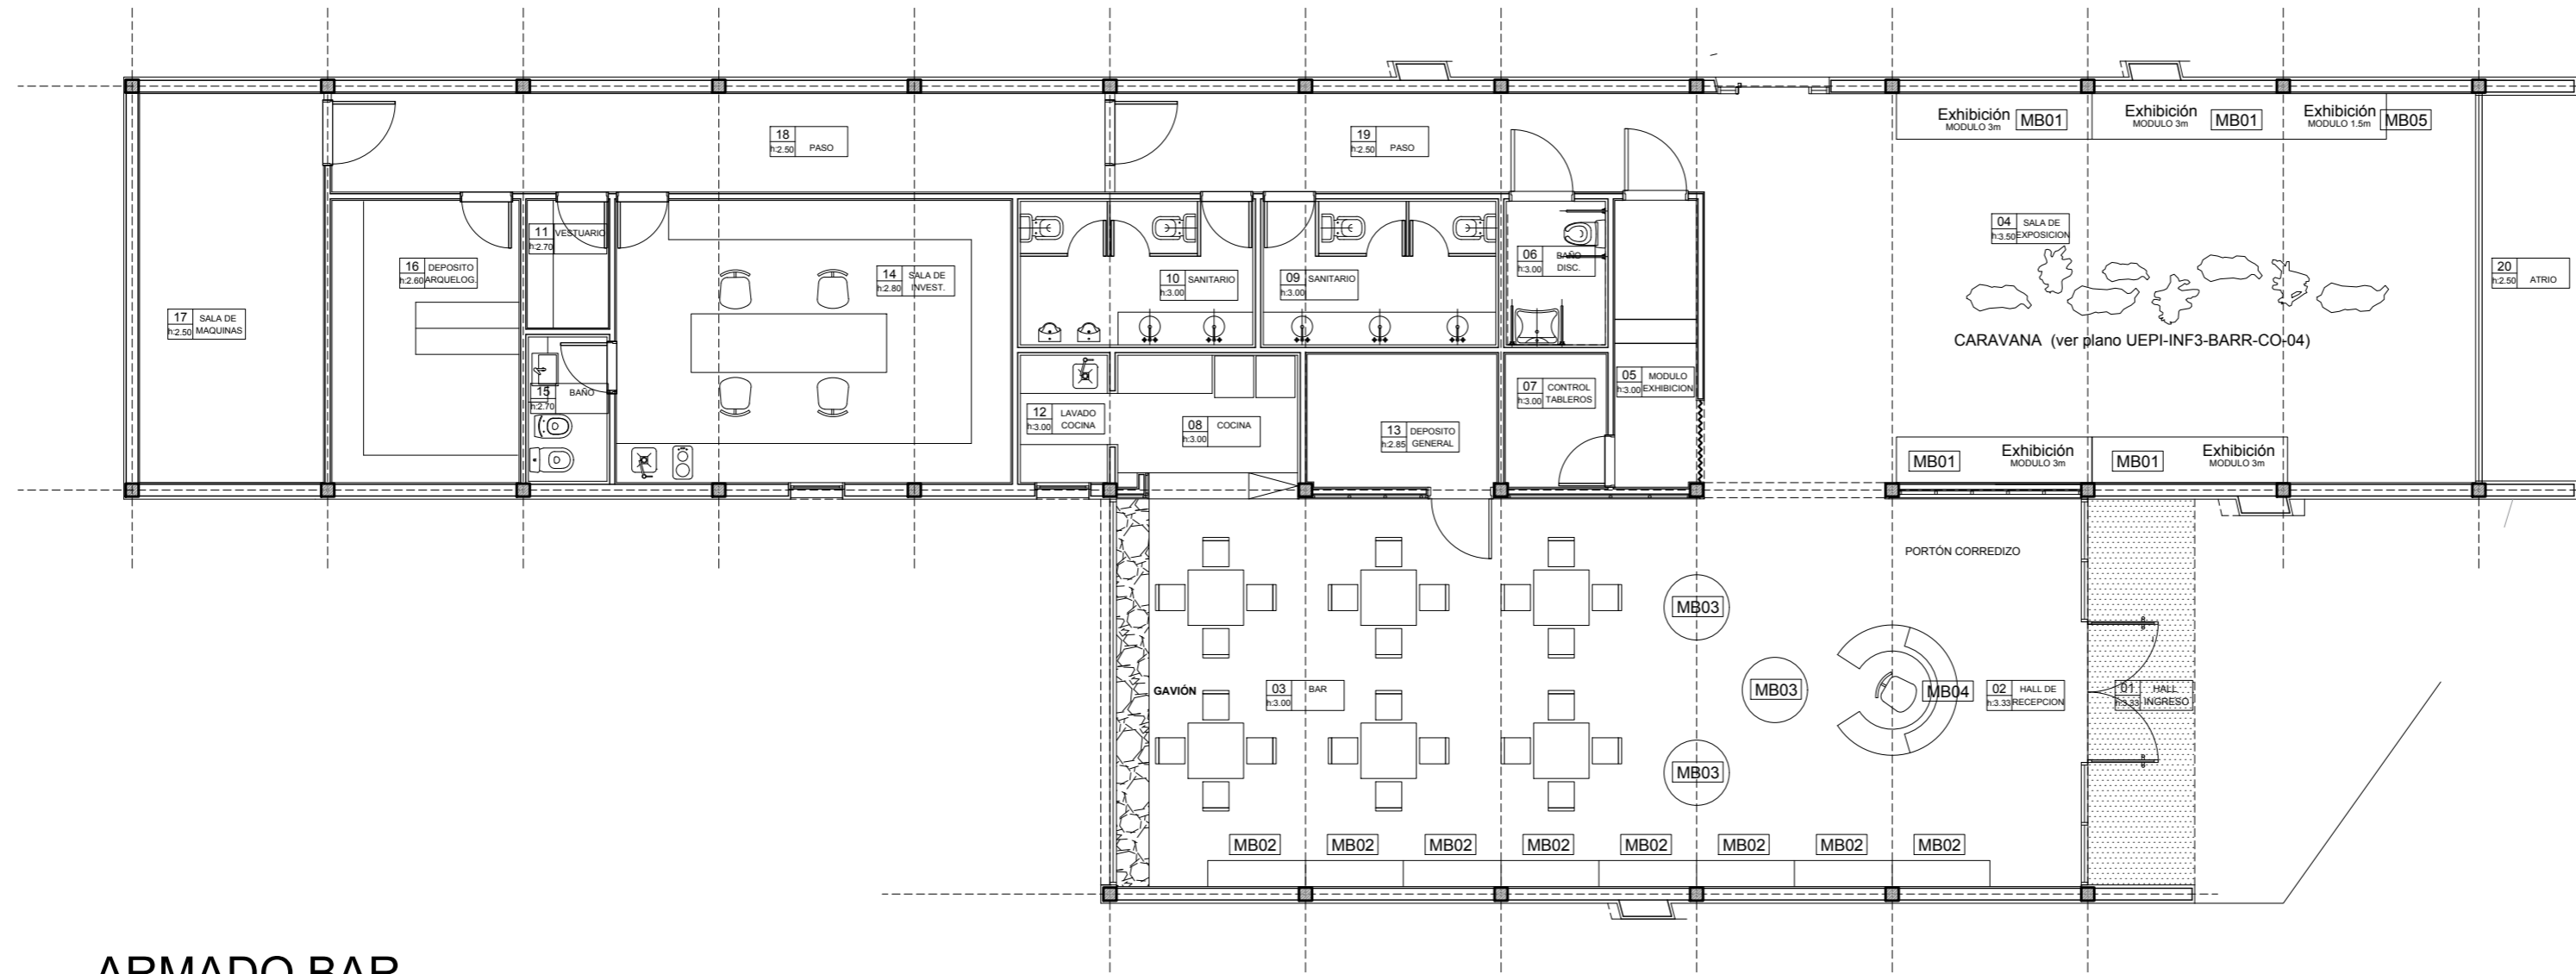 Exhibición
MODULO 3m
MB01
Exhibición
MODULO 3m
MB01
Exhibición
MODULO 1.5m
MB05
18
h:2.50
PASO
19
h:2.50
PASO
04
h:3.50
SALA DE
EXPOSICION
11
h:2.70
VESTUARIO
16
h:2.60
DEPOSITO
ARQUELOG.
14
h:2.80
SALA DE
INVEST.
10
h:3.00
SANITARIO
09
h:3.00
SANITARIO
06
h:3.00
BAÑO
DISC.
20
h:2.50
ATRIO
17
h:2.50
SALA DE
MAQUINAS
CARAVANA (ver plano UEPI-INF3-BARR-CO-04)
15
h:2.70
BAÑO
12
h:3.00
LAVADO
COCINA
08
h:3.00
COCINA
13
h:2.85
DEPOSITO
GENERAL
07
h:3.00
CONTROL
TABLEROS
05
h:3.00
MODULO
EXHIBICION
MB01
Exhibición
MODULO 3m
MB01
Exhibición
MODULO 3m
PORTÓN CORREDIZO
MB03
GAVIÓN
03
h:3.00
BAR
MB03
MB04
02
h:3.33
HALL DE
RECEPCION
01
h:3.33
HALL
INGRESO
MB03
MB02
MB02
MB02
MB02
MB02
MB02
MB02
MB02
ARMADO BAR